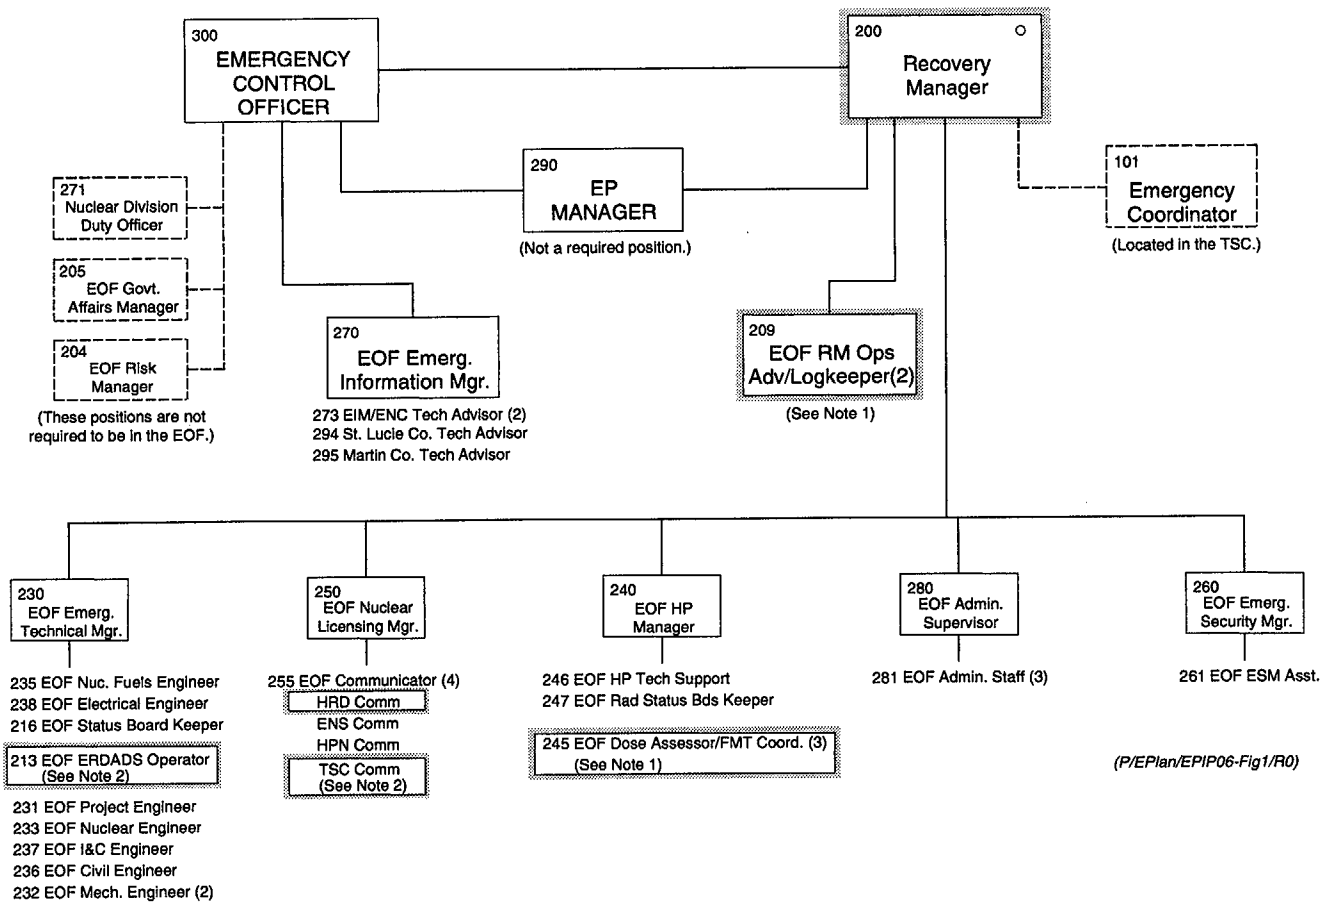 300
EMERGENCY
CONTROL
OFFICER
200
Recovery
Manager
290
EP
MANAGER
(Not a required position.)
101
Emergency
Coordinator
(Located in the TSC.)
271
Nuclear Division
Duty Officer
205
EOF Govt.
Affairs Manager
204
EOF Risk
Manager
(These positions are not
required to be in the EOF.)
270
EOF Emerg.
Information Mgr.
273 EIM/ENC Tech Advisor (2)
294 St. Lucie Co. Tech Advisor
295 Martin Co. Tech Advisor
209
EOF RM Ops
Adv/Logkeeper(2)
(See Note 1)
230
EOF Emerg.
Technical Mgr.
235 EOF Nuc. Fuels Engineer
238 EOF Electrical Engineer
216 EOF Status Board Keeper
213 EOF ERDADS Operator
(See Note 2)
231 EOF Project Engineer
233 EOF Nuclear Engineer
237 EOF I&C Engineer
236 EOF Civil Engineer
232 EOF Mech. Engineer (2)
250
EOF Nuclear
Licensing Mgr.
255 EOF Communicator (4)
HRD Comm
ENS Comm
HPN Comm
TSC Comm
(See Note 2)
240
EOF HP
Manager
246 EOF HP Tech Support
247 EOF Rad Status Bds Keeper
245 EOF Dose Assessor/FMT Coord. (3)
(See Note 1)
280
EOF Admin.
Supervisor
281 EOF Admin. Staff (3)
260
EOF Emerg.
Security Mgr.
261 EOF ESM Asst.
(P/EPlan/EPIP06-Fig1/R0)